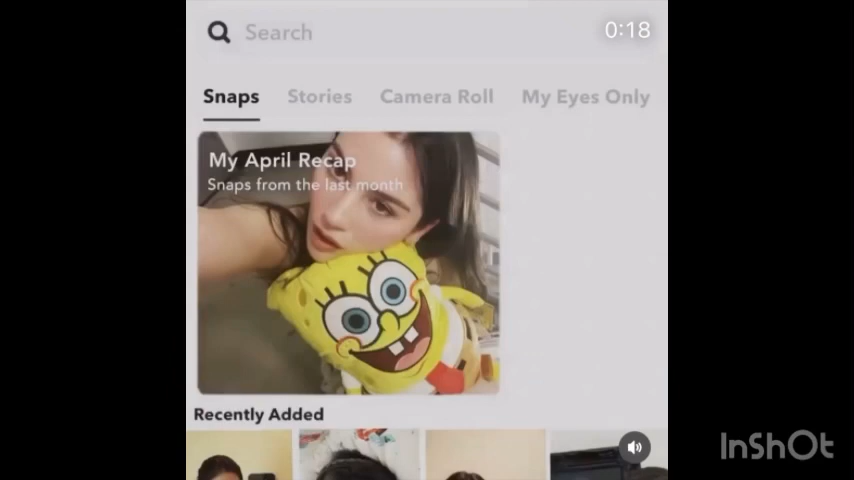 Search
0:18
Snaps Stories Camera Roll My Eyes Only
My April Recap
Snaps from the last month
Recently Added
InShOt